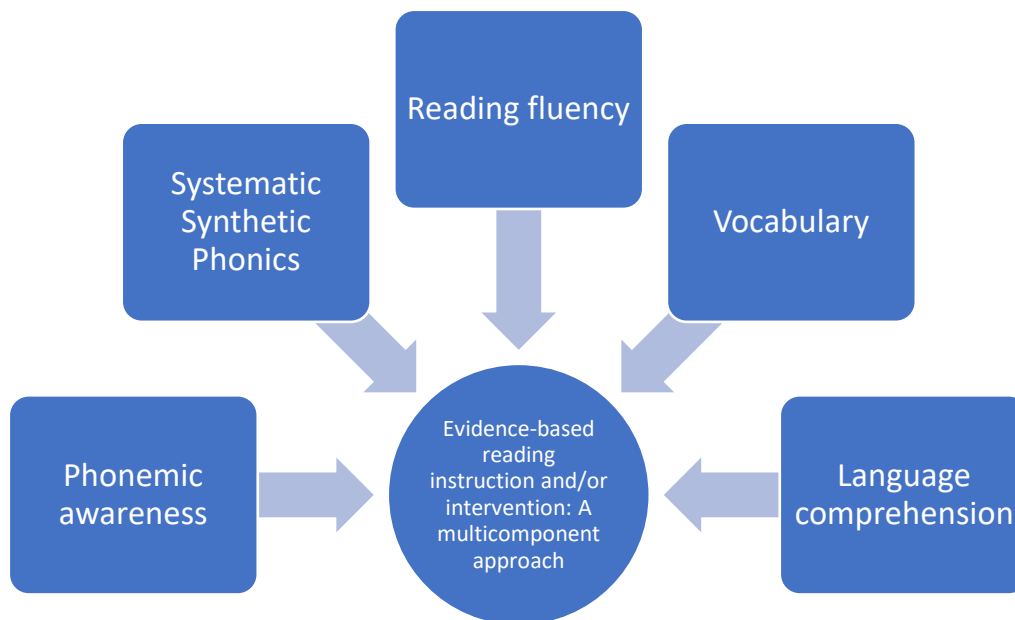 Reading fluency
Systematic
Synthetic
Phonics
Vocabulary
Phonemic
awareness
Evidence-based
reading
instruction and/or
intervention: A
multicomponent
approach
Language
comprehension